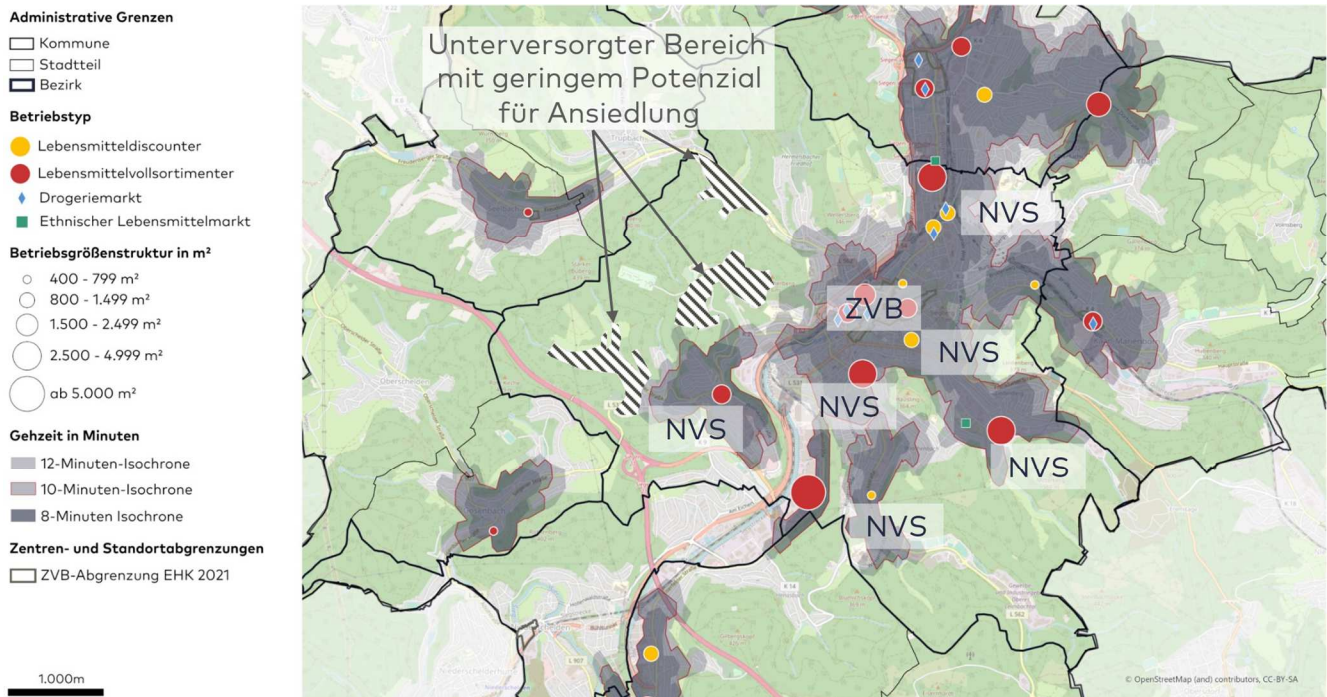 Administrative Grenzen
Kommune
Stadtteil
Bezirk
Betriebstyp
Lebensmitteldiscounter
Lebensmittelvollsortimenter
Drogeriemarkt
Ethnischer Lebensmittelmarkt
Betriebsgrößenstruktur in m²
400 - 799 m²
800 - 1.499 m²
1.500 - 2.499 m²
2.500 - 4.999 m²
ab 5.000 m²
Gehzeit in Minuten
12-Minuten-Isochrone
10-Minuten-Isochrone
8-Minuten Isochrone
Zentren- und Standortabgrenzungen
ZVB-Abgrenzung EHK 2021
1.000m
Unterversorgter Bereich
mit geringem Potenzial
für Ansiedlung
Trupbach
NVS
ZVB
NVS
NVS
NVS
NVS
NVS
K 14
L 562
L 907
© OpenStreetMap (and) contributors, CC-BY-SA